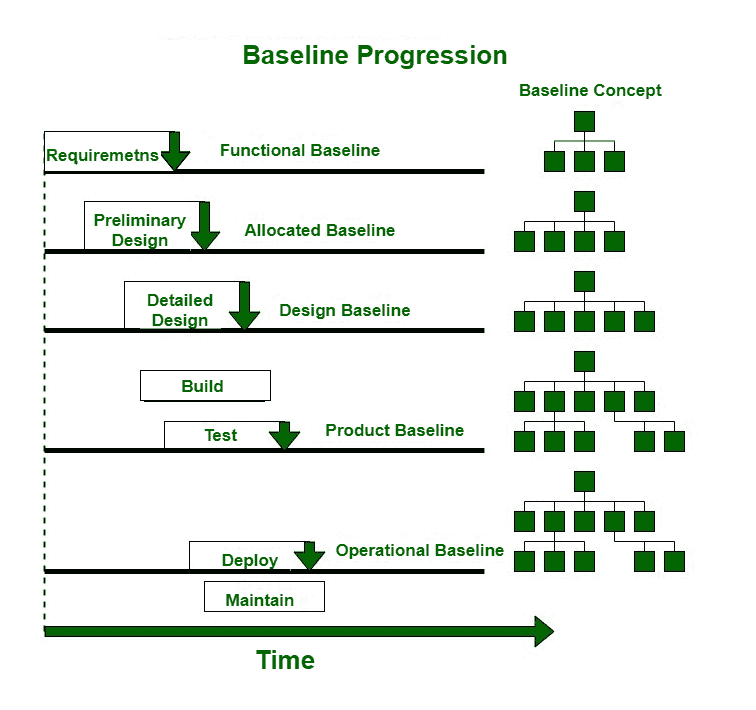 Baseline Progression
Baseline Concept
Requiremetns
Functional Baseline
Preliminary
Design
Allocated Baseline
Detailed
Design
Design Baseline
Build
Test
Product Baseline
Deploy
Operational Baseline
Maintain
Time